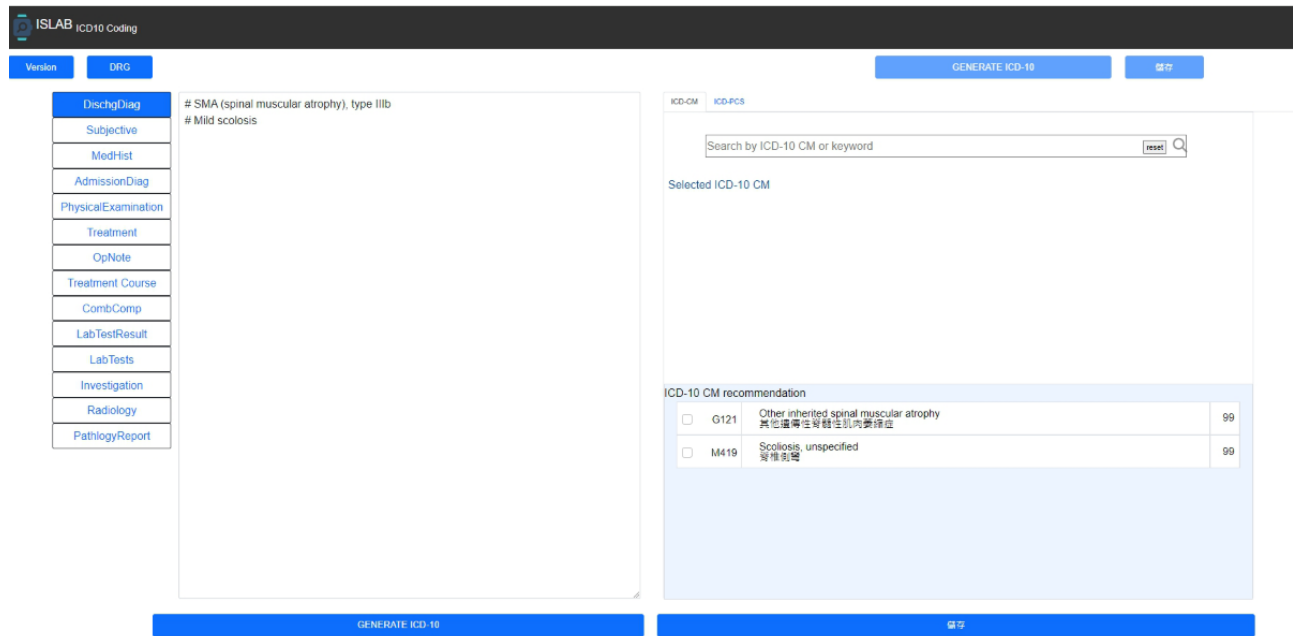 ISLAB ICD10 Coding
Version DRG GENERATE ICD-10 儲存
DischgDiag
Subjective
MedHist
AdmissionDiag
PhysicalExamination
Treatment
OpNote
Treatment Course
CombComp
LabTestResult
LabTests
Investigation
Radiology
PathlogyReport
# SMA (spinal muscular atrophy), type IIIb
# Mild scolosis
ICD-CM ICD-PCS
Search by ICD-10 CM or keyword reset
Selected ICD-10 CM
ICD-10 CM recommendation
G121 Other inherited spinal muscular atrophy 99
其他遺傳性脊髓性肌肉萎縮症
M419 Scoliosis, unspecified 99
脊椎側彎
GENERATE ICD-10 儲存